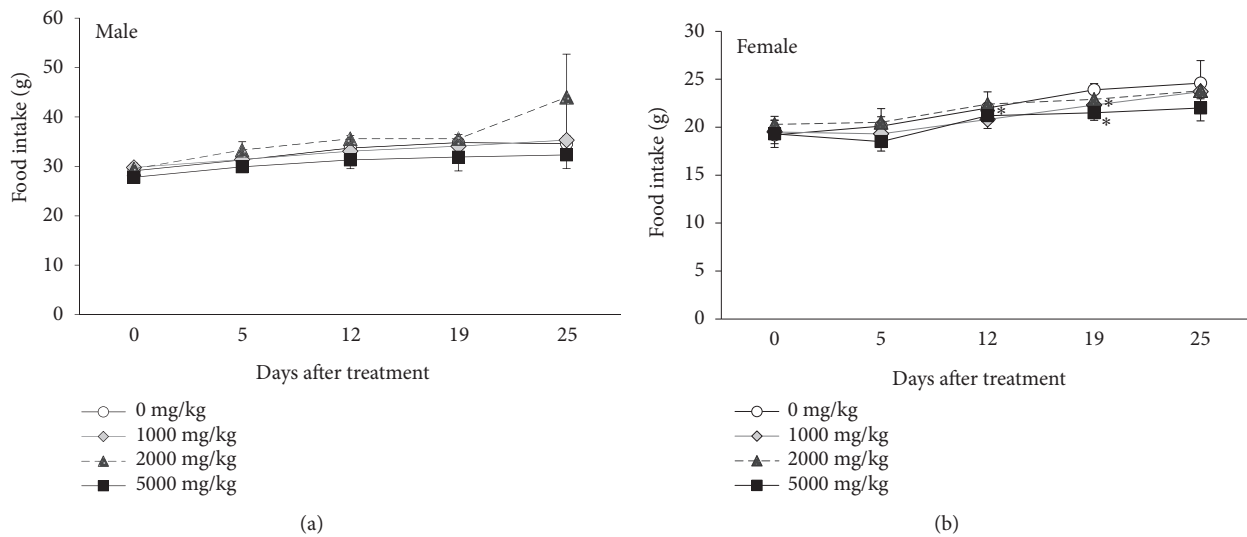 Male
Food intake (g)
60
50
40
30
20
10
0
0 5 12 19 25
Days after treatment
0 mg/kg
1000 mg/kg
2000 mg/kg
5000 mg/kg
(a)
Female
Food intake (g)
30
25
20
15
10
5
0
*
*
*
0 5 12 19 25
Days after treatment
0 mg/kg
1000 mg/kg
2000 mg/kg
5000 mg/kg
(b)